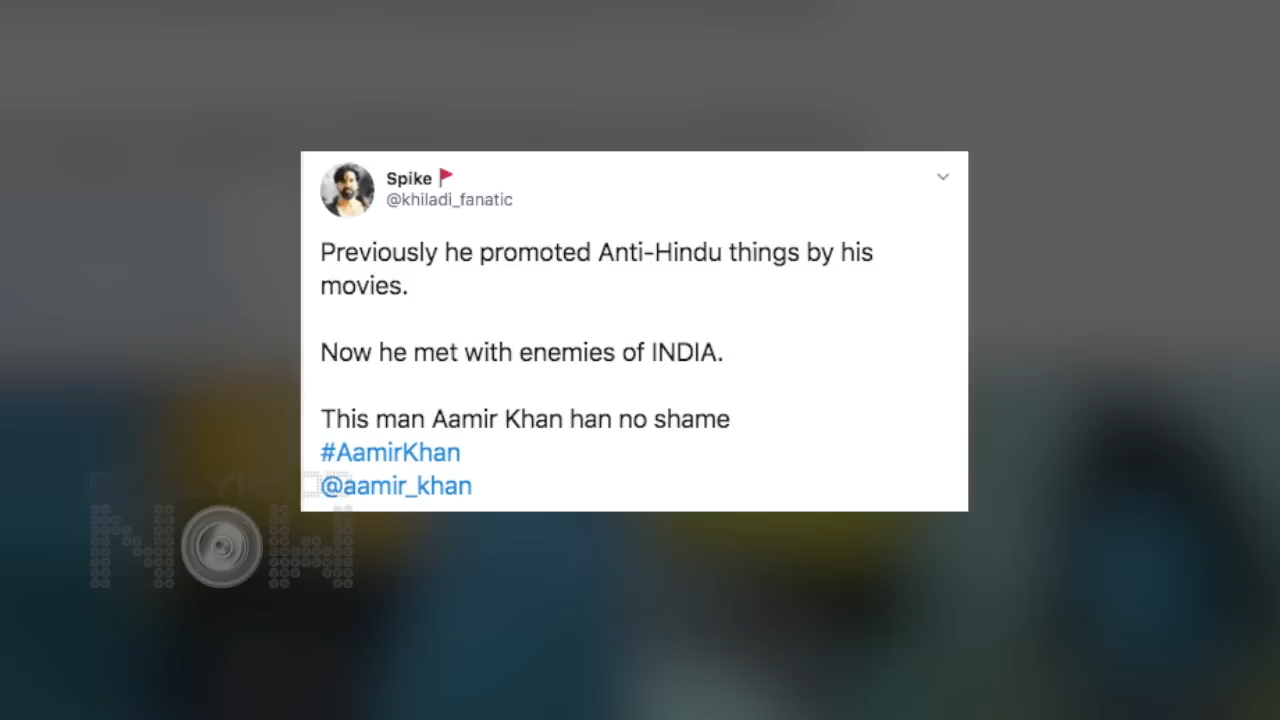 Spike
@khiladi_fanatic
Previously he promoted Anti-Hindu things by his
movies.
Now he met with enemies of INDIA.
This man Aamir Khan han no shame
#AamirKhan
@aamir_khan
NOW